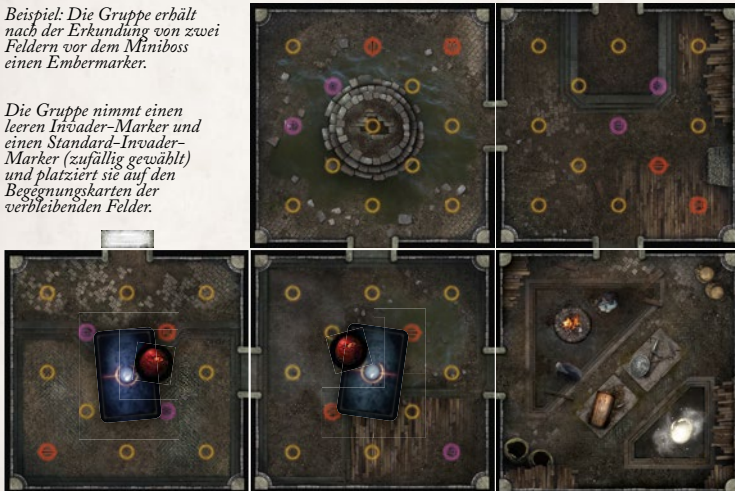 Beispiel: Die Gruppe erhält
nach der Erkundung von zwei
Feldern vor dem Miniboss
einen Embermarker.
Die Gruppe nimmt einen
leeren Invader-Marker und
einen Standard-Invader-
Marker (zufällig gewählt)
und platziert sie auf den
Begegnungskarten der
verbleibenden Felder.